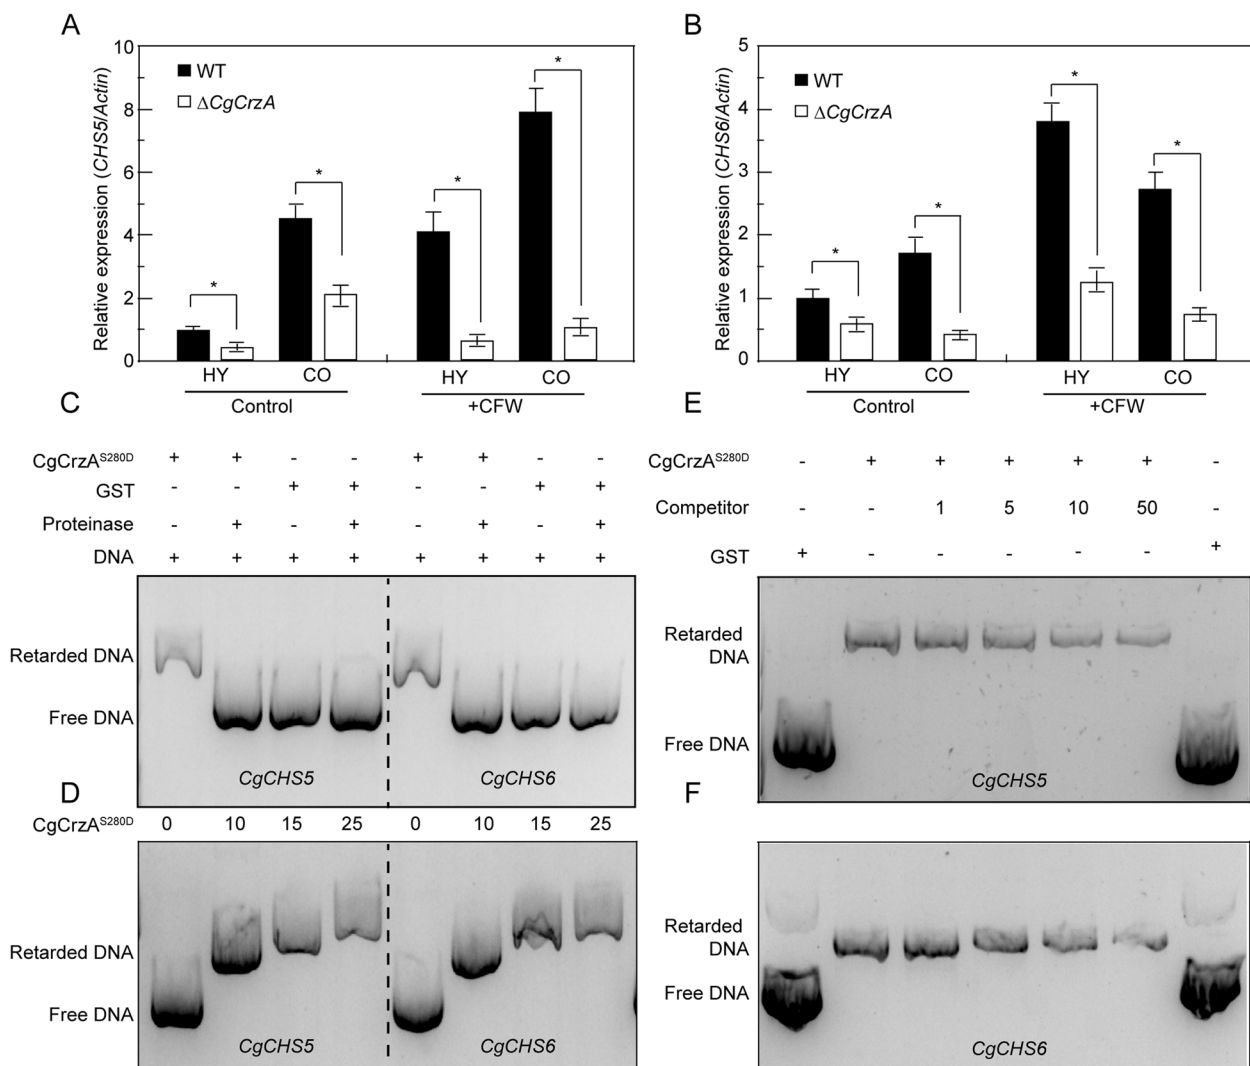 A
Relative expression (CHS5/Actin)
10
8
6
4
2
0
WT
ΔCgCrzA
*
*
*
*
HY
CO
HY
CO
Control
+CFW
B
Relative expression (CHS6/Actin)
5
4
3
2
1
0
WT
ΔCgCrzA
*
*
*
*
HY
CO
HY
CO
Control
+CFW
C
CgCrzA^S280D + + - - + + - -
GST - - + + - - + +
Proteinase - + - + - + - +
DNA + + + + + + + +
Retarded DNA
Free DNA
CgCHS5
CgCHS6
D
CgCrzA^S280D 0 10 15 25 0 10 15 25
Retarded DNA
Free DNA
CgCHS5
CgCHS6
E
CgCrzA^S280D - + + + + + -
Competitor - - 1 5 10 50 -
GST + - - - - - +
Retarded
DNA
Free DNA
CgCHS5
F
Retarded
DNA
Free DNA
CgCHS6